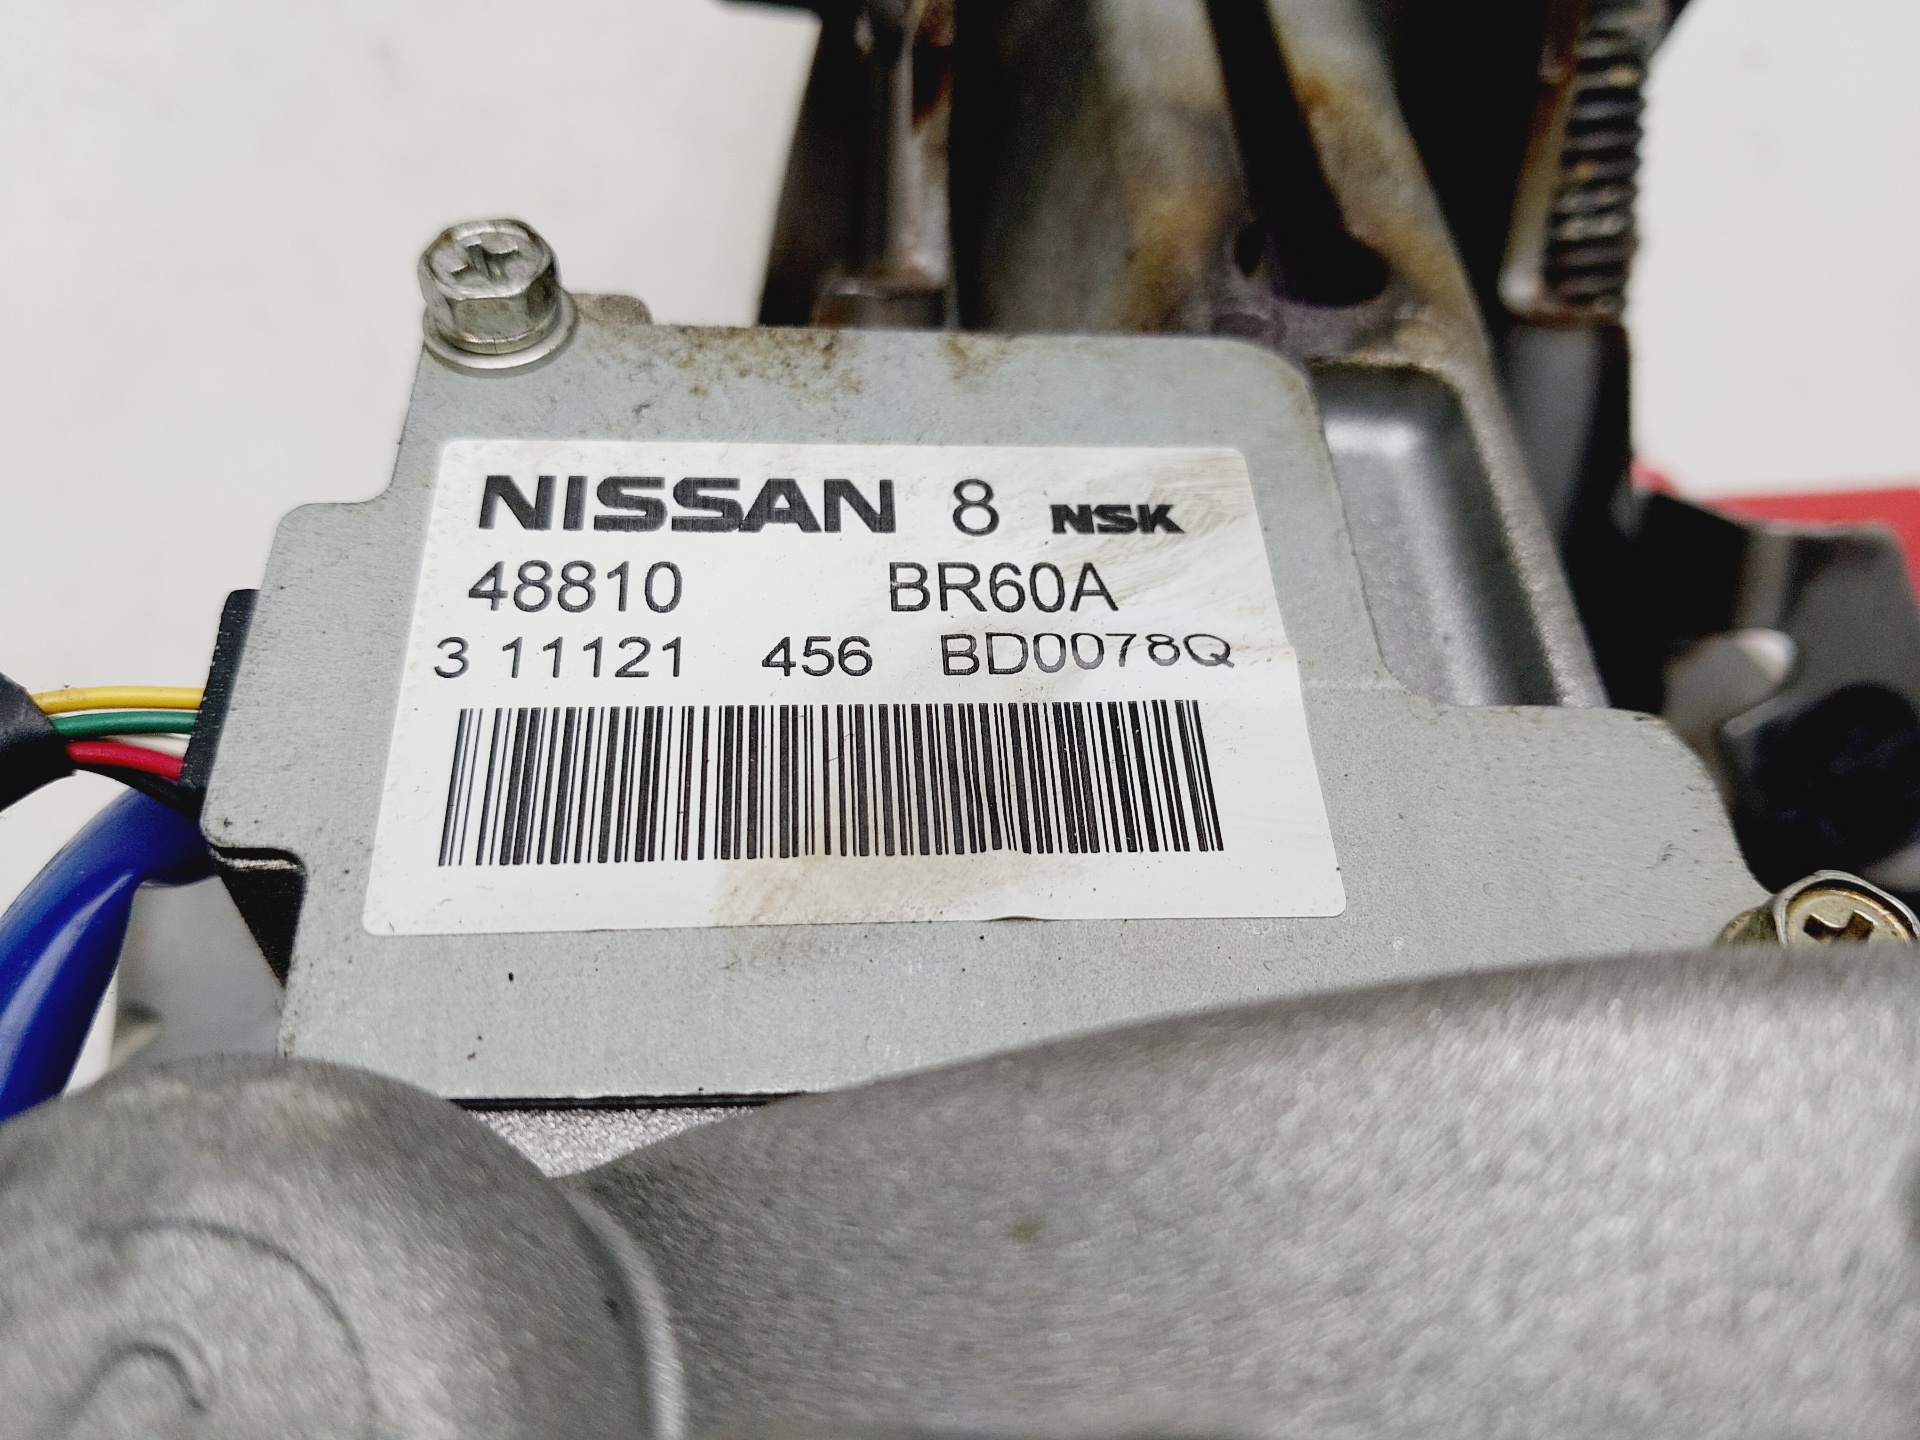 NISSAN 8 NSK
48810 BR60A
3 11121 456 BD0078Q